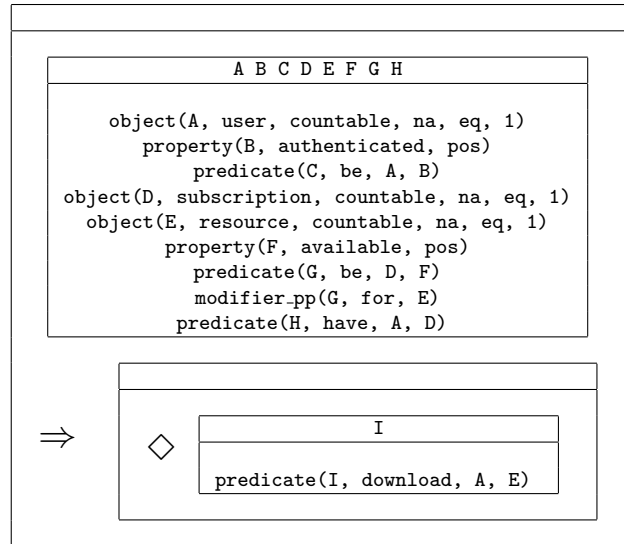 A B C D E F G H
object(A, user, countable, na, eq, 1)
property(B, authenticated, pos)
predicate(C, be, A, B)
object(D, subscription, countable, na, eq, 1)
object(E, resource, countable, na, eq, 1)
property(F, available, pos)
predicate(G, be, D, F)
modifier_pp(G, for, E)
predicate(H, have, A, D)
⇒ ◇
I
predicate(I, download, A, E)